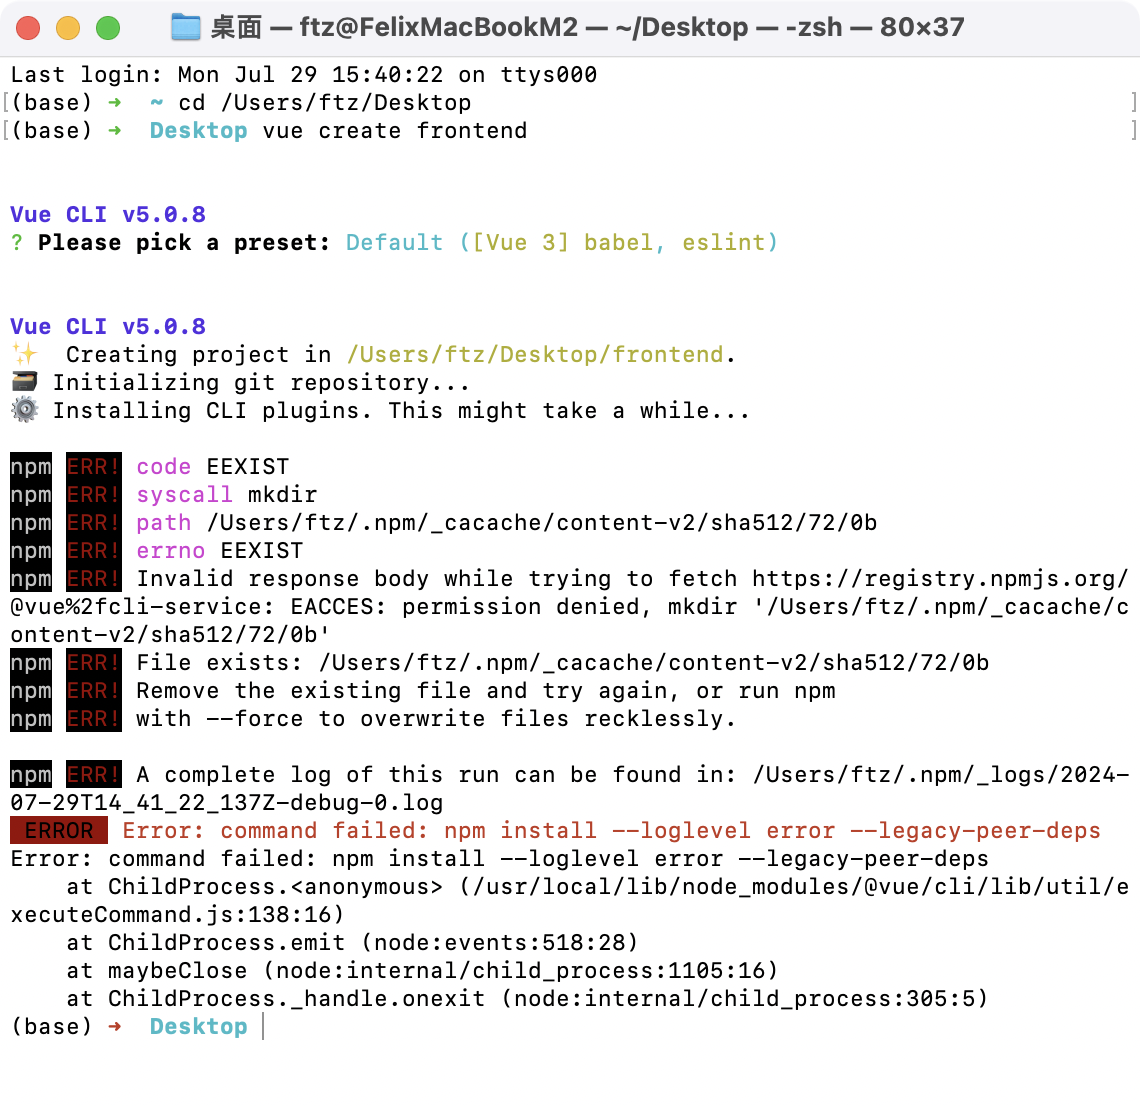 桌面 — ftz@FelixMacBookM2 — ~/Desktop — -zsh — 80×37
Last login: Mon Jul 29 15:40:22 on ttys000
[(base) ➜  ~ cd /Users/ftz/Desktop ]
[(base) ➜  Desktop vue create frontend ]
Vue CLI v5.0.8
? Please pick a preset: Default ([Vue 3] babel, eslint)
Vue CLI v5.0.8
✨  Creating project in /Users/ftz/Desktop/frontend.
🗃 Initializing git repository...
⚙️ Installing CLI plugins. This might take a while...
npm ERR! code EEXIST
npm ERR! syscall mkdir
npm ERR! path /Users/ftz/.npm/_cacache/content-v2/sha512/72/0b
npm ERR! errno EEXIST
npm ERR! Invalid response body while trying to fetch https://registry.npmjs.org/
@vue%2fcli-service: EACCES: permission denied, mkdir '/Users/ftz/.npm/_cacache/c
ontent-v2/sha512/72/0b'
npm ERR! File exists: /Users/ftz/.npm/_cacache/content-v2/sha512/72/0b
npm ERR! Remove the existing file and try again, or run npm
npm ERR! with --force to overwrite files recklessly.
npm ERR! A complete log of this run can be found in: /Users/ftz/.npm/_logs/2024-
07-29T14_41_22_137Z-debug-0.log
ERROR  Error: command failed: npm install --loglevel error --legacy-peer-deps
Error: command failed: npm install --loglevel error --legacy-peer-deps
    at ChildProcess.<anonymous> (/usr/local/lib/node_modules/@vue/cli/lib/util/e
xecuteCommand.js:138:16)
    at ChildProcess.emit (node:events:518:28)
    at maybeClose (node:internal/child_process:1105:16)
    at ChildProcess._handle.onexit (node:internal/child_process:305:5)
(base) ➜  Desktop